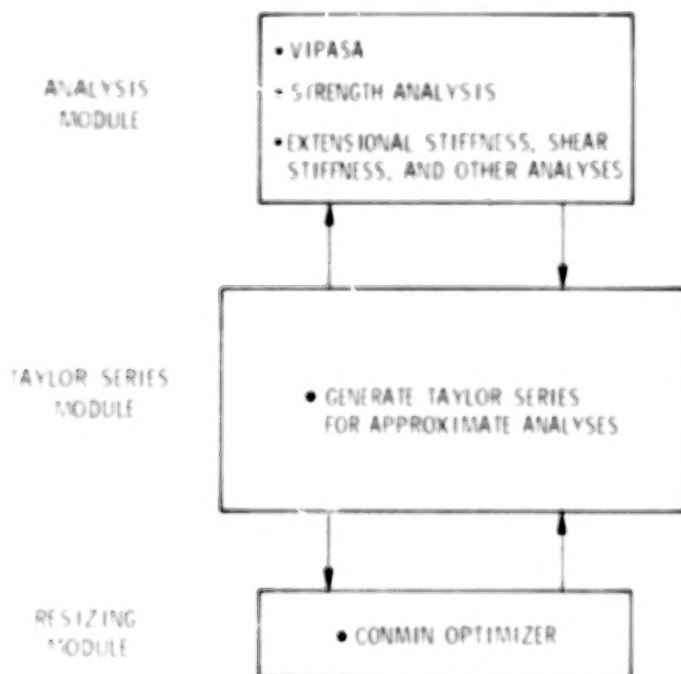 ANALYSIS
MODULE
• VIPASA
• STRENGTH ANALYSIS
• EXTENSIONAL STIFFNESS, SHEAR
STIFFNESS, AND OTHER ANALYSES
TAYLOR SERIES
MODULE
• GENERATE TAYLOR SERIES
FOR APPROXIMATE ANALYSES
RESIZING
MODULE
• CONMIN OPTIMIZER